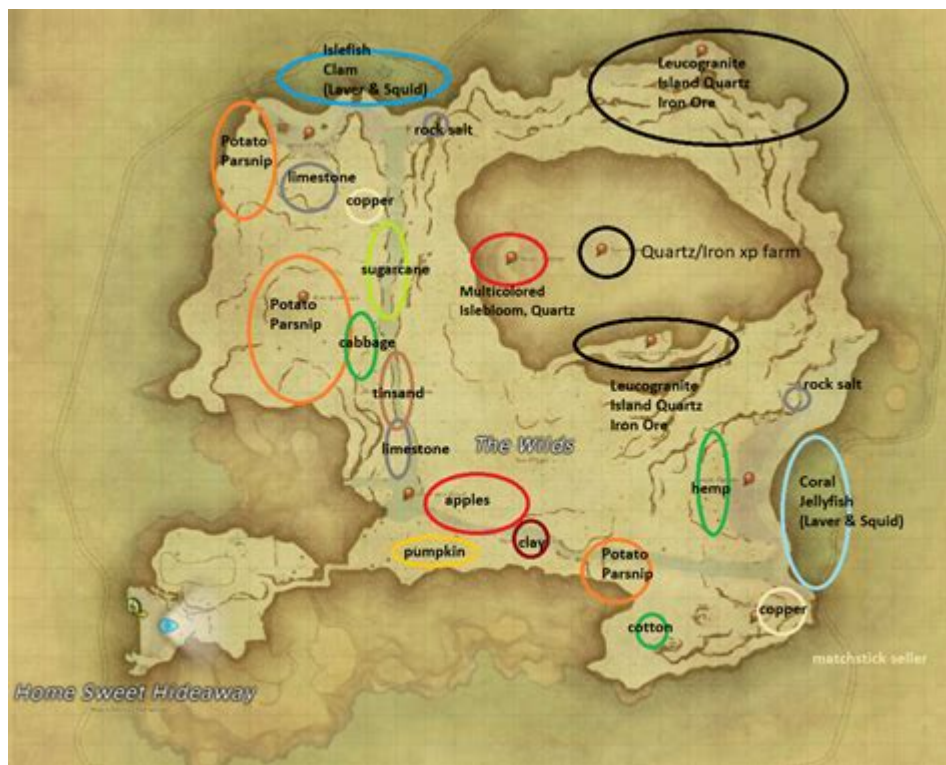 Islefish
Clam
(Laver & Squid)
Leucogranite
Island Quartz
Iron Ore
rock salt
Potato
Parsnip
limestone
copper
Quartz/Iron xp farm
sugarcane
Multicolored
Islebloom, Quartz
Potato
Parsnip
cabbage
tinsand
Leucogranite
Island Quartz
Iron Ore
rock salt
limestone
The Wilds
hemp
Coral
Jellyfish
(Laver & Squid)
apples
clay
pumpkin
Potato
Parsnip
copper
cotton
matchstick seller
Home Sweet Hideaway